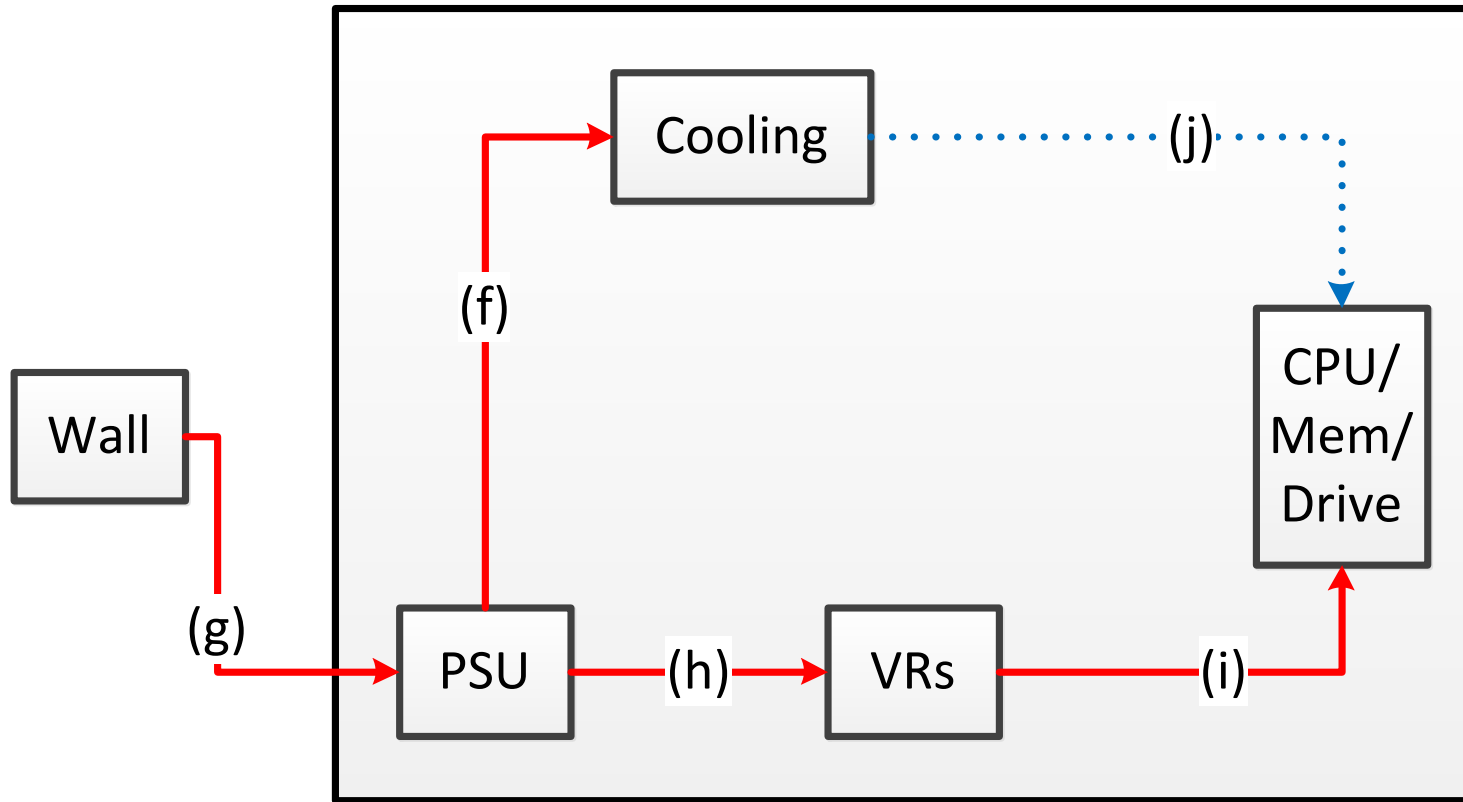 Cooling
(j)
(f)
CPU/
Mem/
Drive
Wall
(g)
PSU
(h)
VRs
(i)